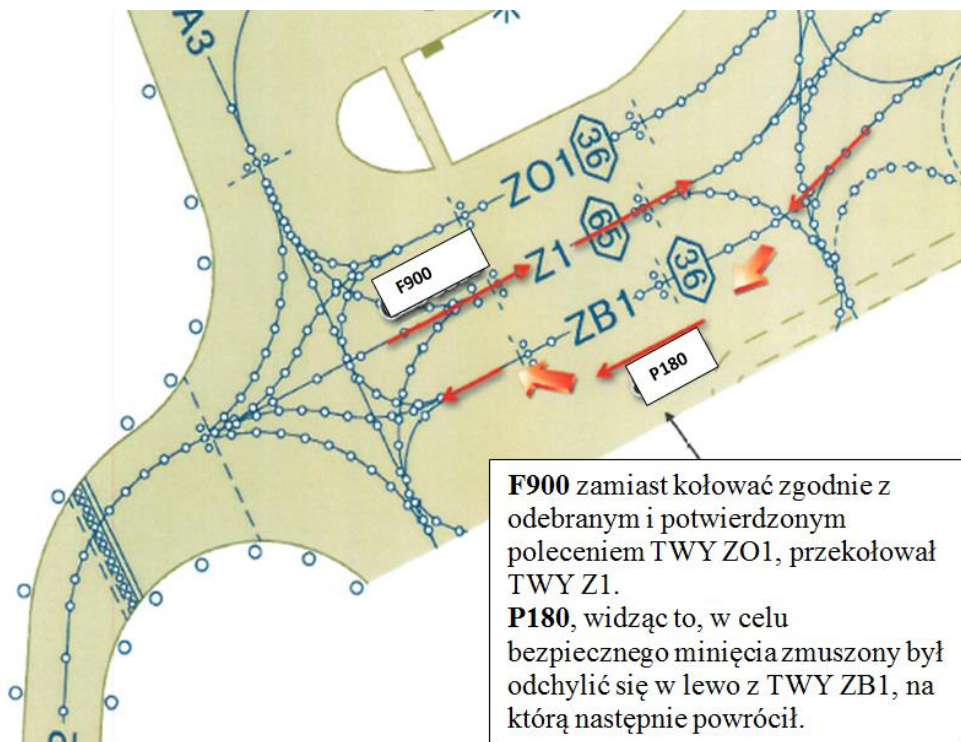 A3
ZO1 36
F900
Z1 65
ZB1 36
P180
F900 zamiast kołować zgodnie z
odebranym i potwierdzonym
poleceniem TWY ZO1, przekołował
TWY Z1.
P180, widząc to, w celu
bezpiecznego minięcia zmuszony był
odchylić się w lewo z TWY ZB1, na
którą następnie powrócił.